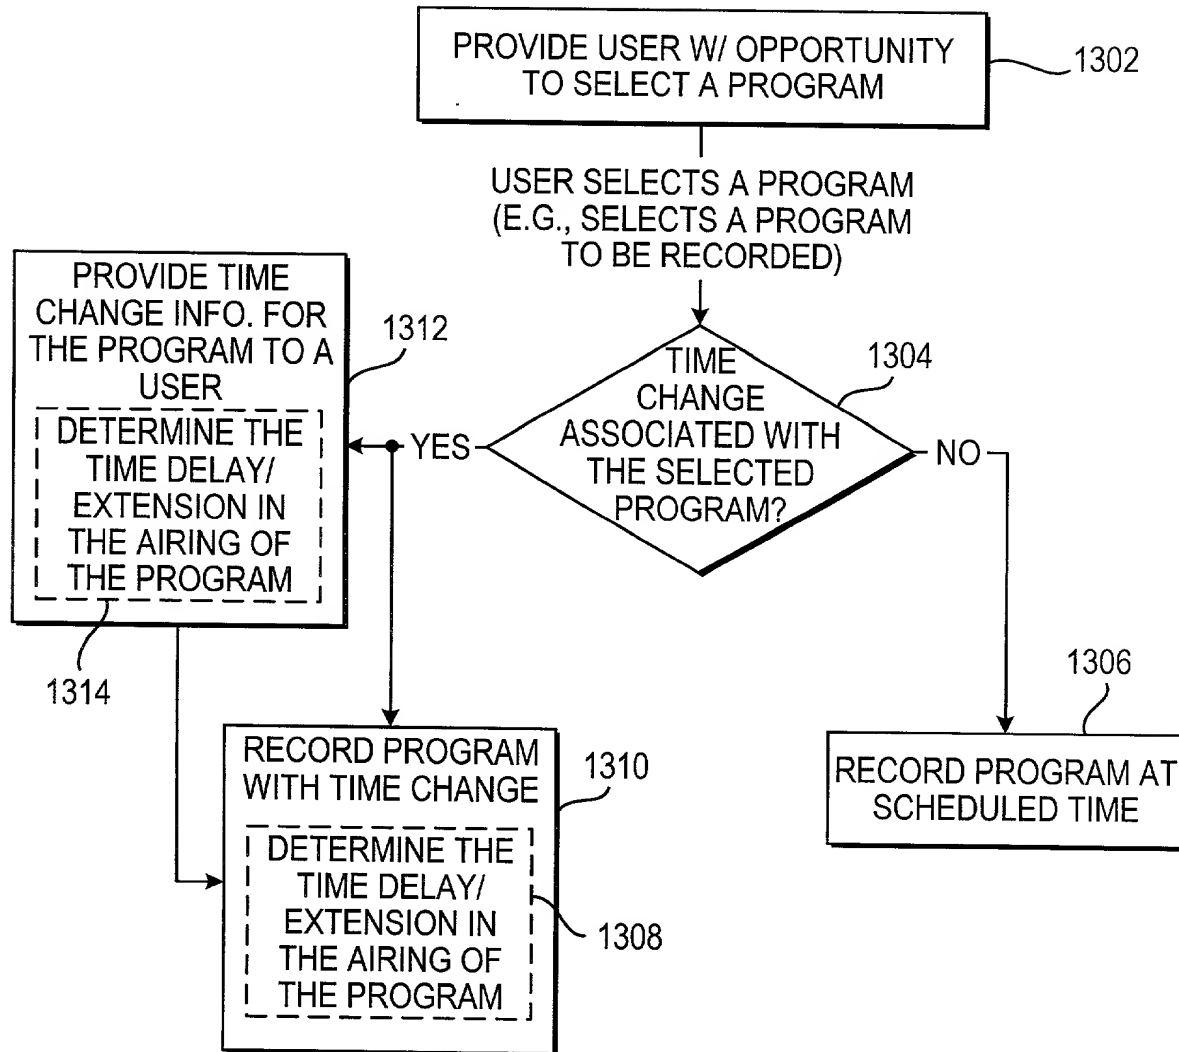 PROVIDE USER W/ OPPORTUNITY
TO SELECT A PROGRAM
1302
USER SELECTS A PROGRAM
(E.G., SELECTS A PROGRAM
TO BE RECORDED)
PROVIDE TIME
CHANGE INFO. FOR
THE PROGRAM TO A
USER
1312
DETERMINE THE
TIME DELAY/
EXTENSION IN
THE AIRING OF
THE PROGRAM
1314
YES
TIME
CHANGE
ASSOCIATED WITH
THE SELECTED
PROGRAM?
1304
NO
RECORD PROGRAM
WITH TIME CHANGE
1310
DETERMINE THE
TIME DELAY/
EXTENSION IN
THE AIRING OF
THE PROGRAM
1308
1306
RECORD PROGRAM AT
SCHEDULED TIME